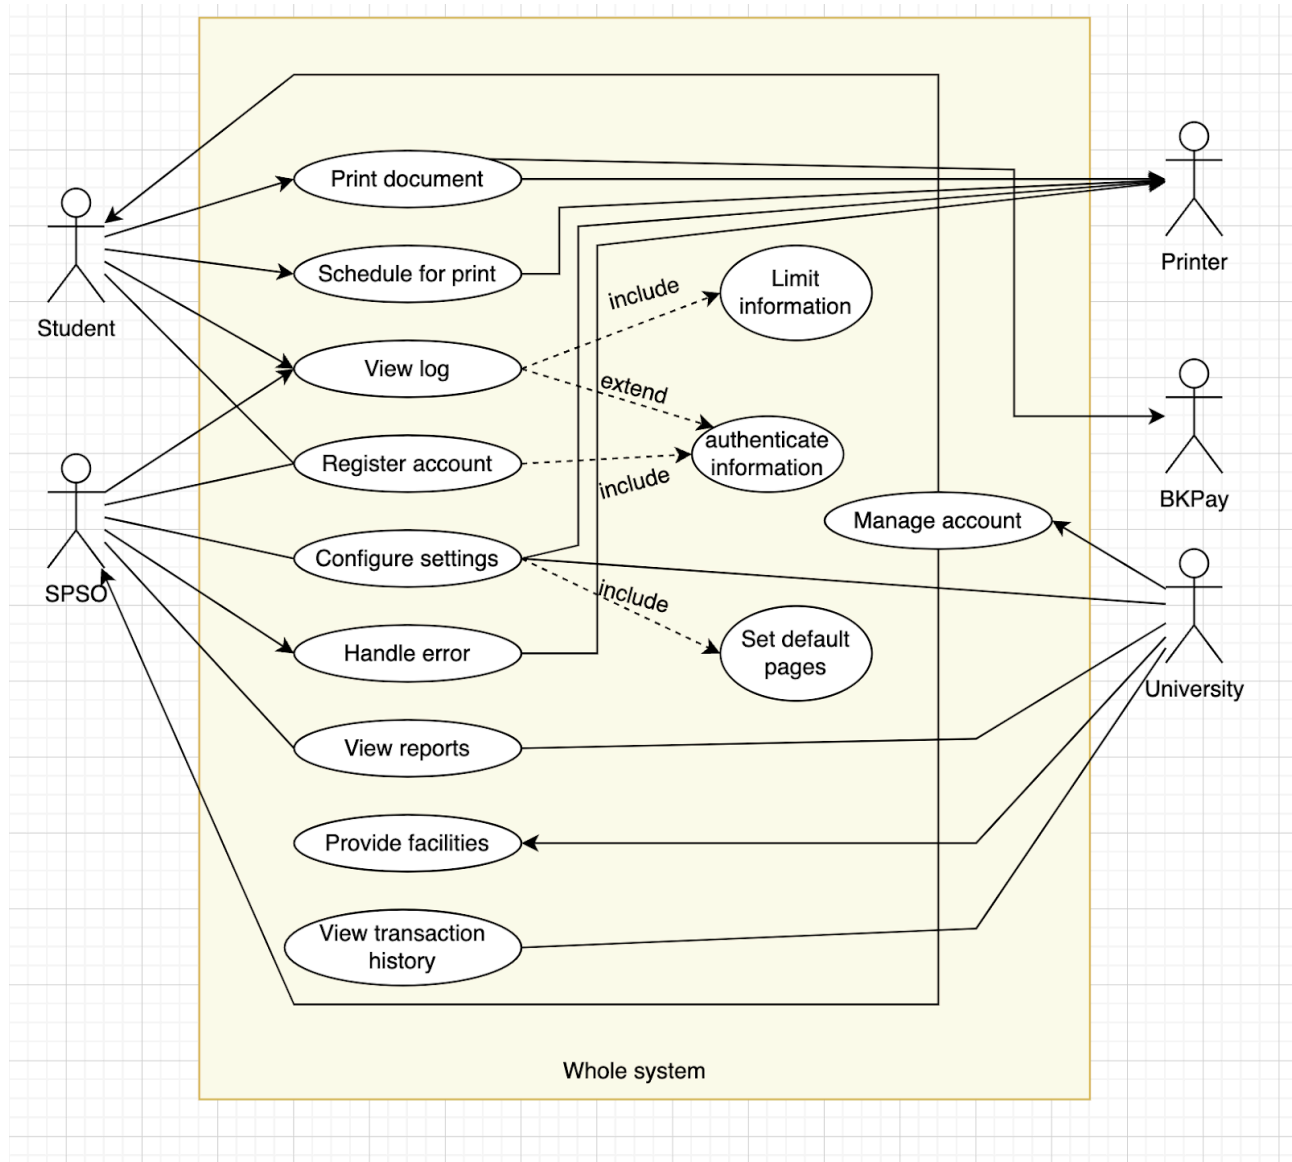 Print document
Schedule for print
Student
View log
Register account
SPSO
Configure settings
Handle error
View reports
Provide facilities
View transaction
history
include
Limit
information
extend
authenticate
information
include
include
Set default
pages
Manage account
Printer
BKPay
University
Whole system